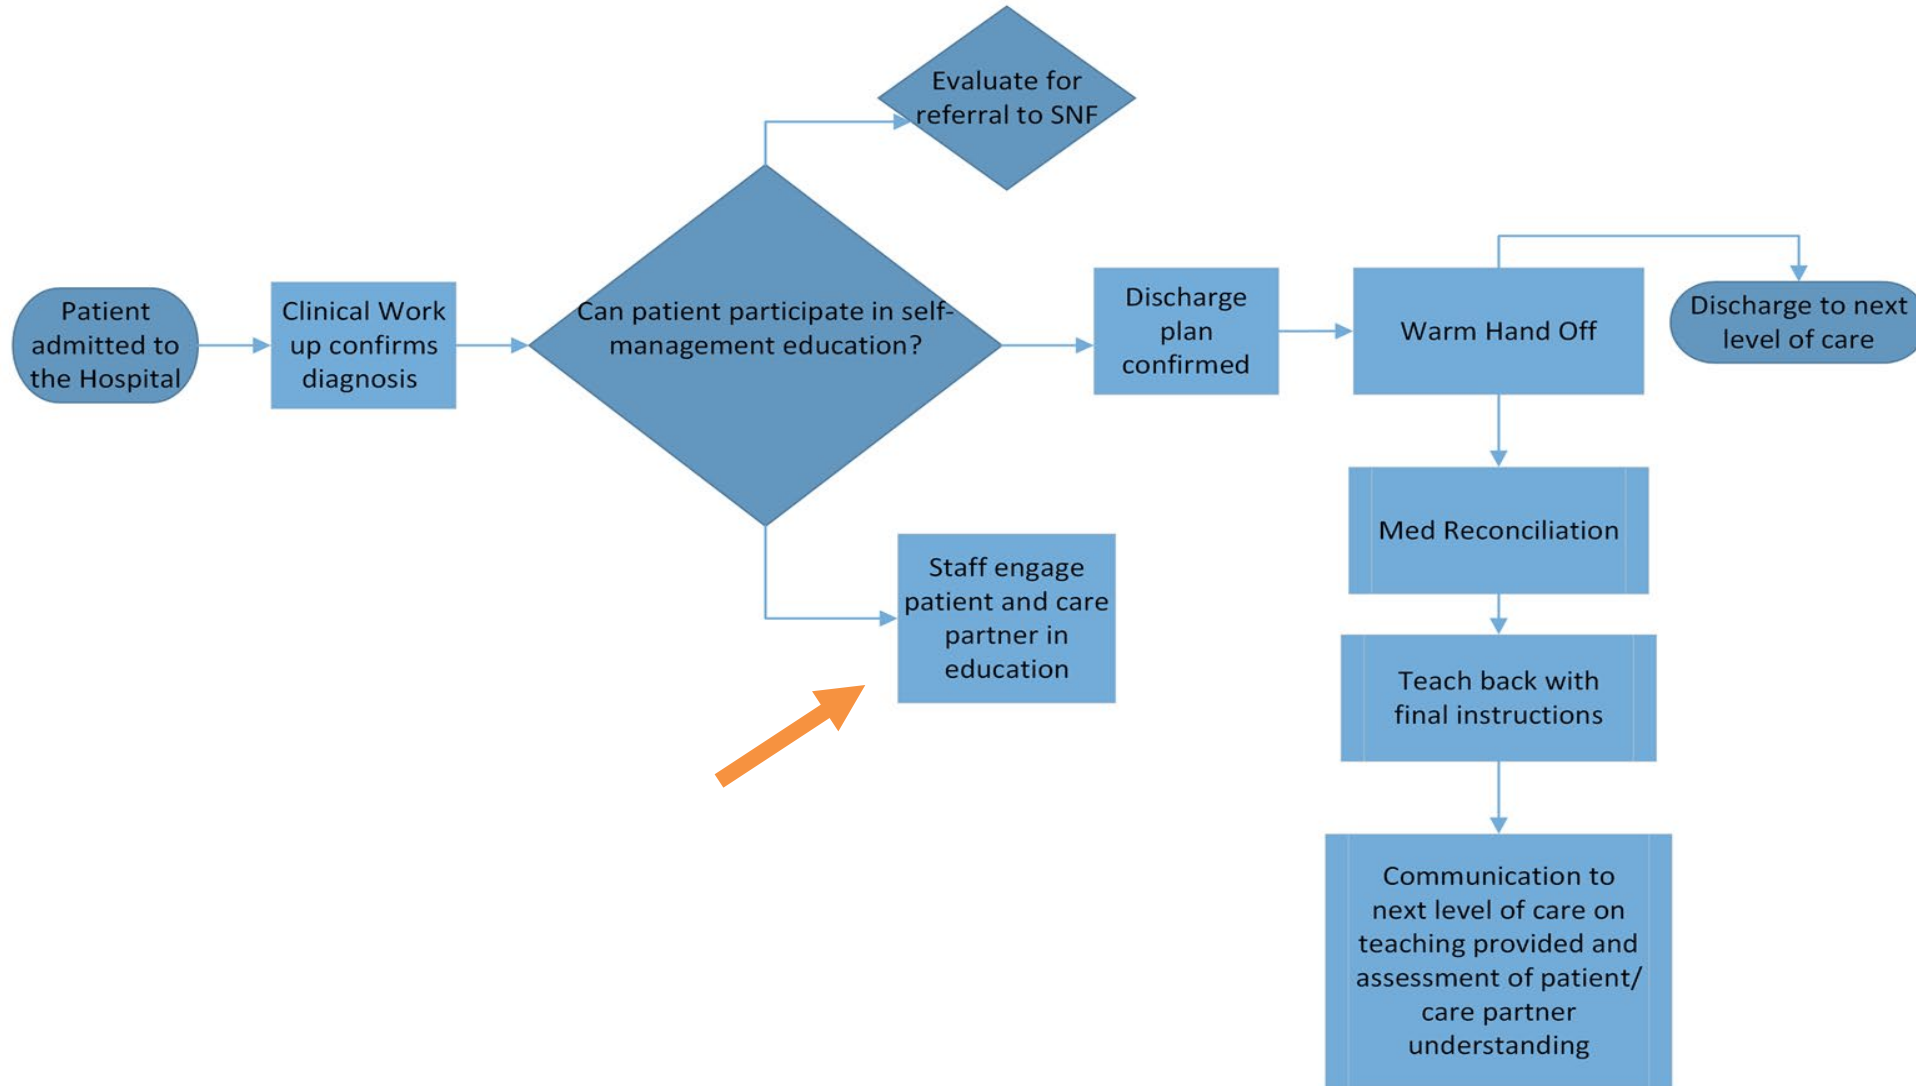 Evaluate for
referral to SNF
Patient
admitted to
the Hospital
Clinical Work
up confirms
diagnosis
Can patient participate in self-
management education?
Discharge
plan
confirmed
Warm Hand Off
Discharge to next
level of care
Staff engage
patient and care
partner in
education
Med Reconciliation
Teach back with
final instructions
Communication to
next level of care on
teaching provided and
assessment of patient/
care partner
understanding